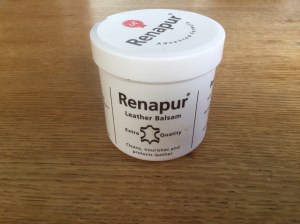 Renapur
Renapur®
Leather Balsam
Extra Quality
Cleans, nourishes and
protects leather